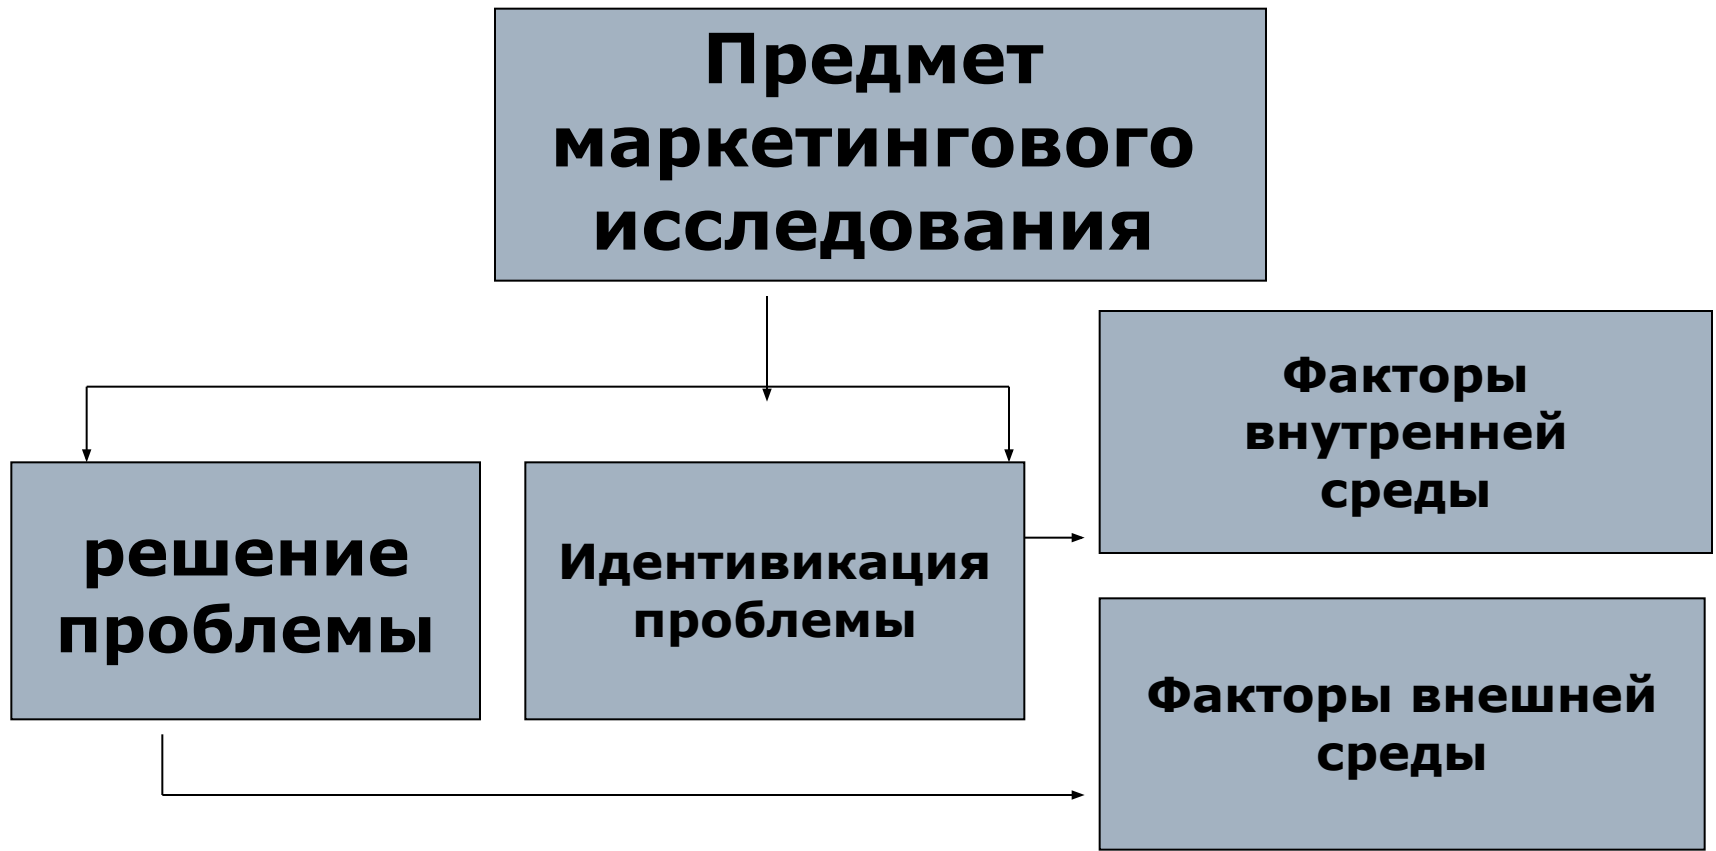 Предмет
маркетингового
исследования
Факторы
внутренней
среды
решение
проблемы
Идентивикация
проблемы
Факторы внешней
среды